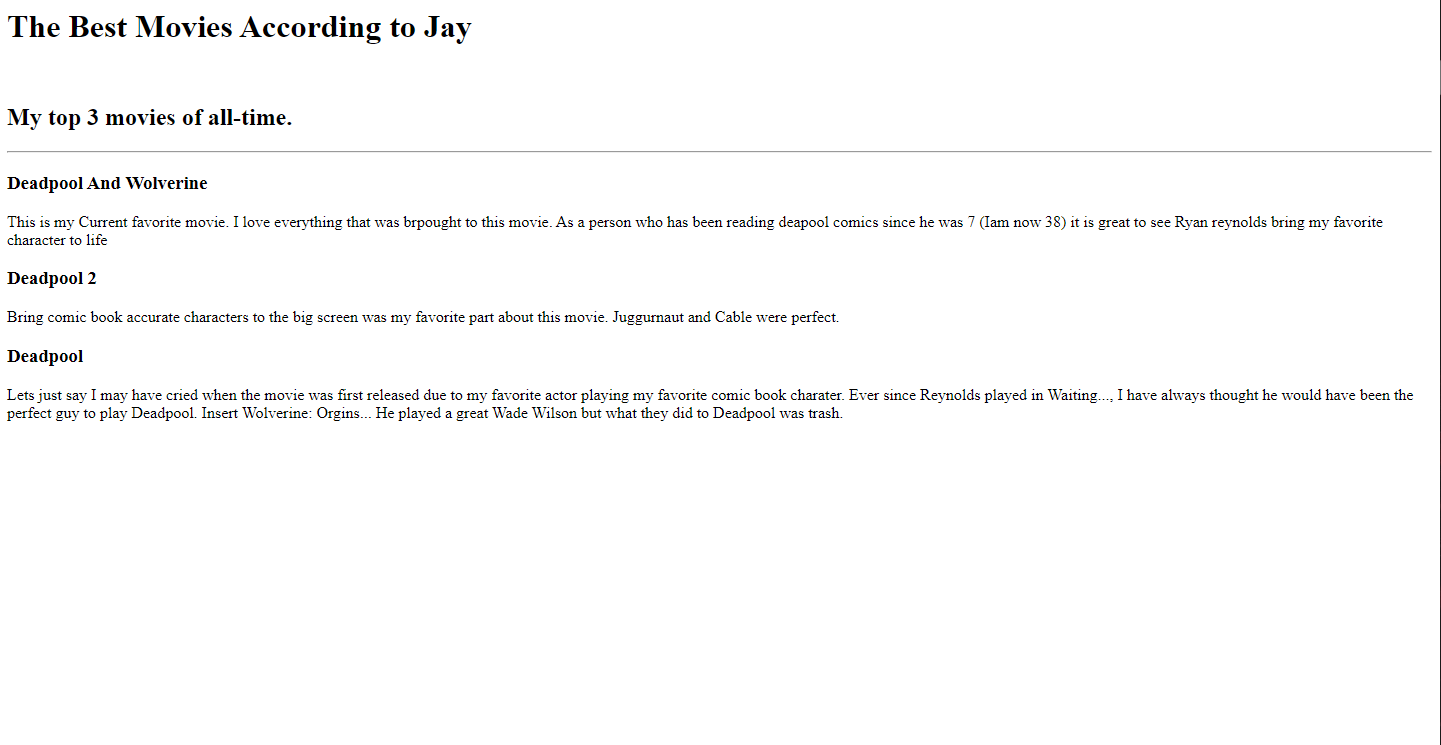 The Best Movies According to Jay
My top 3 movies of all-time.
Deadpool And Wolverine
This is my Current favorite movie. I love everything that was brpought to this movie. As a person who has been reading deapool comics since he was 7 (Iam now 38) it is great to see Ryan reynolds bring my favorite
character to life
Deadpool 2
Bring comic book accurate characters to the big screen was my favorite part about this movie. Juggurnaut and Cable were perfect.
Deadpool
Lets just say I may have cried when the movie was first released due to my favorite actor playing my favorite comic book charater. Ever since Reynolds played in Waiting..., I have always thought he would have been the
perfect guy to play Deadpool. Insert Wolverine: Orgins... He played a great Wade Wilson but what they did to Deadpool was trash.